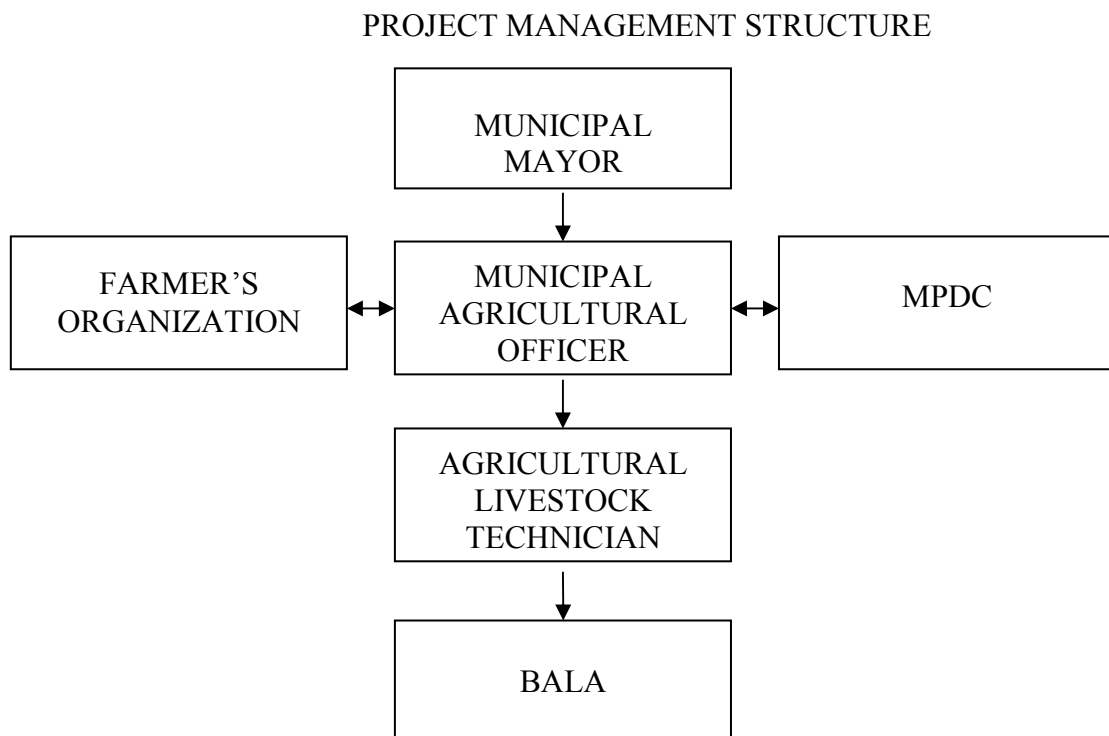 PROJECT MANAGEMENT STRUCTURE
MUNICIPAL
MAYOR
FARMER’S
ORGANIZATION
MUNICIPAL
AGRICULTURAL
OFFICER
MPDC
AGRICULTURAL
LIVESTOCK
TECHNICIAN
BALA